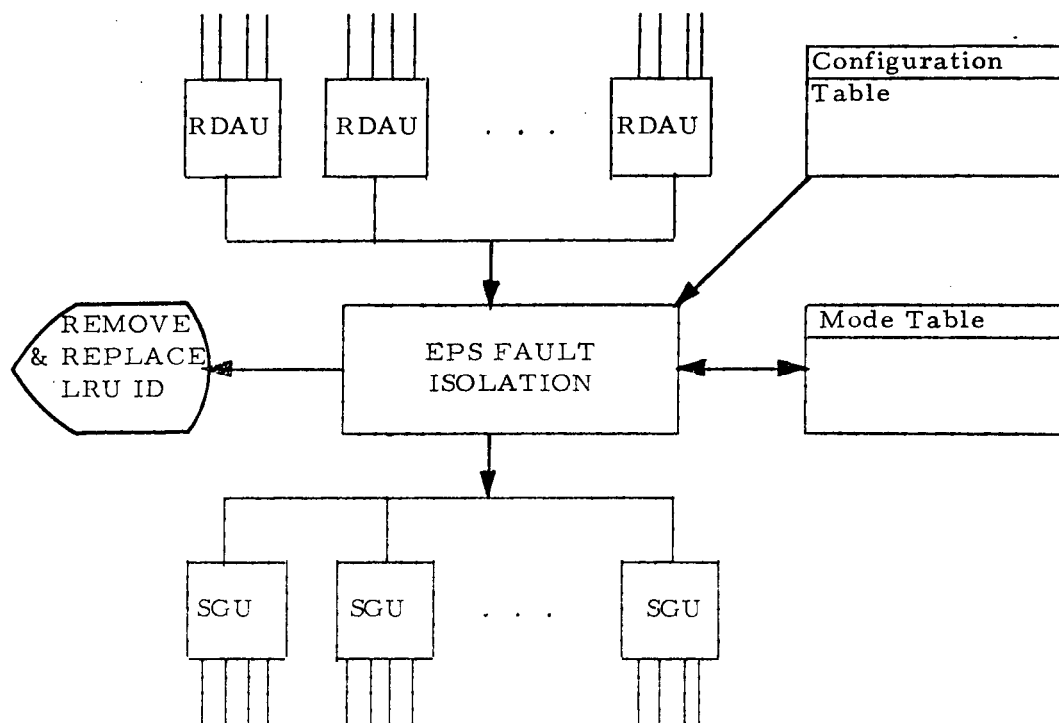 RDAU RDAU . . . RDAU
Configuration
Table
REMOVE
& REPLACE
LRU ID
EPS FAULT
ISOLATION
Mode Table
SGU SGU . . . SGU